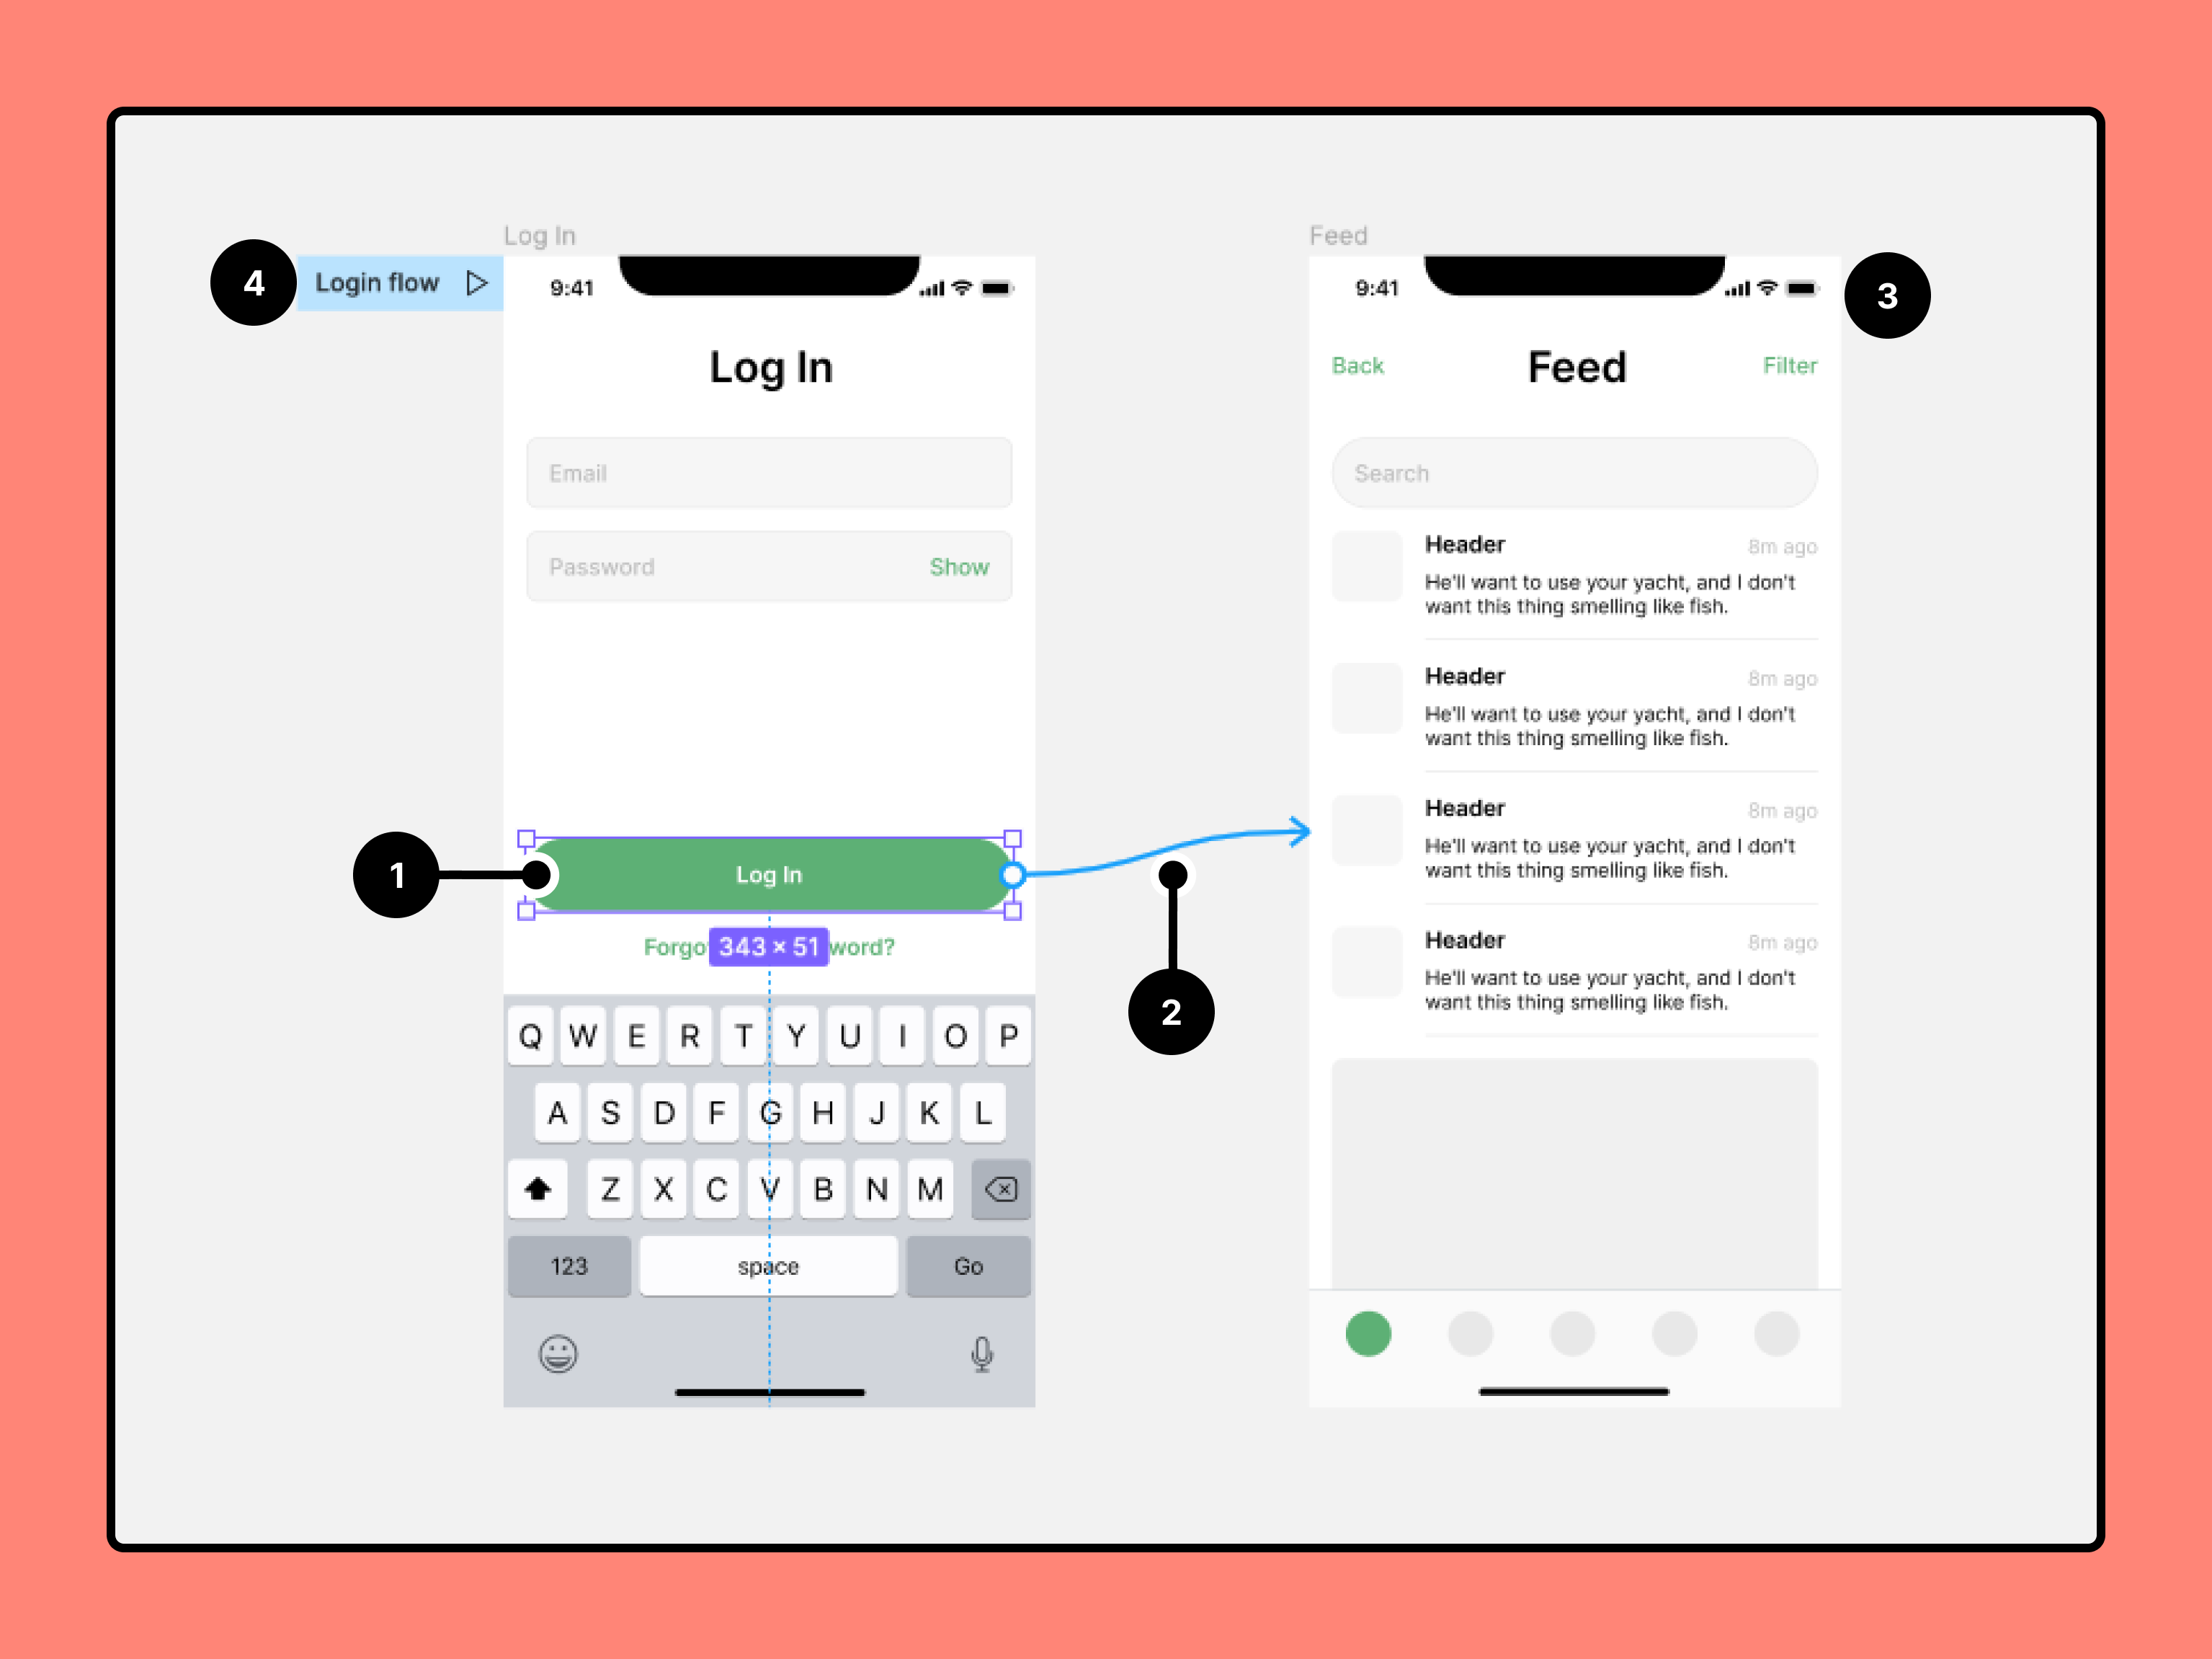 Log In
4
Login flow
9:41
Log In
Email
Password
Show
1
Log In
Forgo
343 × 51
word?
Q W E R T Y U I O P
A S D F G H J K L
Z X C V B N M
123
space
Go
2
Feed
9:41
3
Back
Feed
Filter
Search
Header
8m ago
He'll want to use your yacht, and I don't
want this thing smelling like fish.
Header
8m ago
He'll want to use your yacht, and I don't
want this thing smelling like fish.
Header
8m ago
He'll want to use your yacht, and I don't
want this thing smelling like fish.
Header
8m ago
He'll want to use your yacht, and I don't
want this thing smelling like fish.